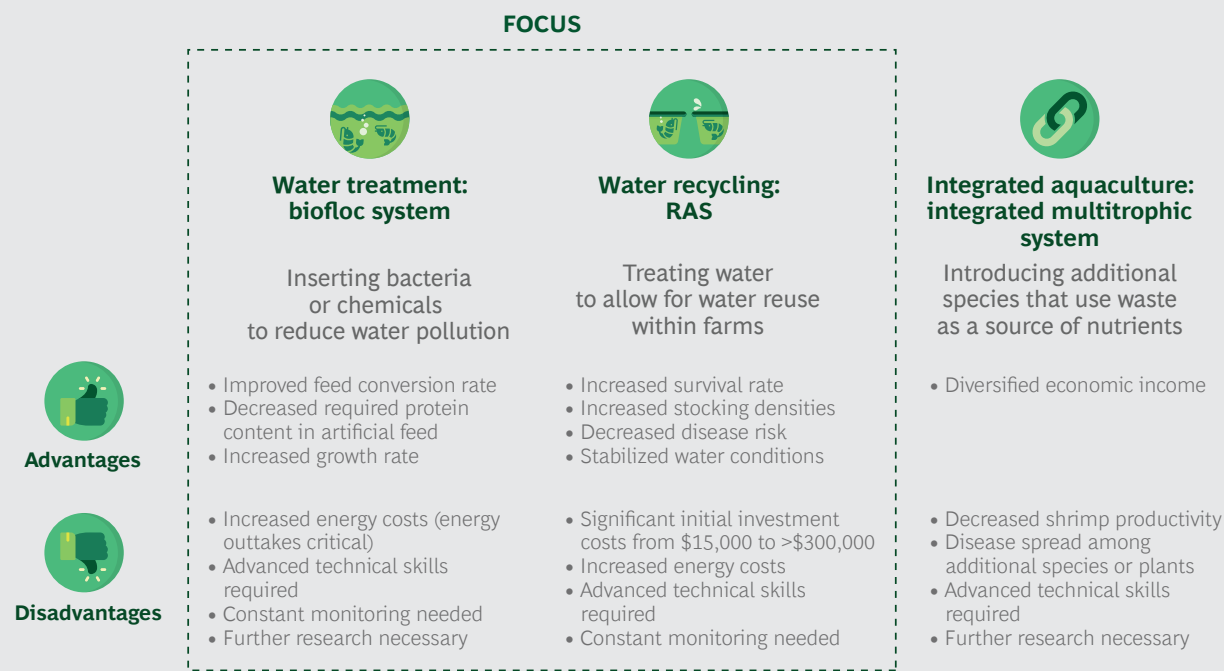 FOCUS
Water treatment:
biofloc system
Inserting bacteria
or chemicals
to reduce water pollution
Water recycling:
RAS
Treating water
to allow for water reuse
within farms
Integrated aquaculture:
integrated multitrophic
system
Introducing additional
species that use waste
as a source of nutrients
Advantages
• Improved feed conversion rate
• Decreased required protein
content in artificial feed
• Increased growth rate
• Increased survival rate
• Increased stocking densities
• Decreased disease risk
• Stabilized water conditions
• Diversified economic income
Disadvantages
• Increased energy costs (energy
outtakes critical)
• Advanced technical skills
required
• Constant monitoring needed
• Further research necessary
• Significant initial investment
costs from $15,000 to >$300,000
• Increased energy costs
• Advanced technical skills
required
• Constant monitoring needed
• Decreased shrimp productivity
• Disease spread among
additional species or plants
• Advanced technical skills
required
• Further research necessary